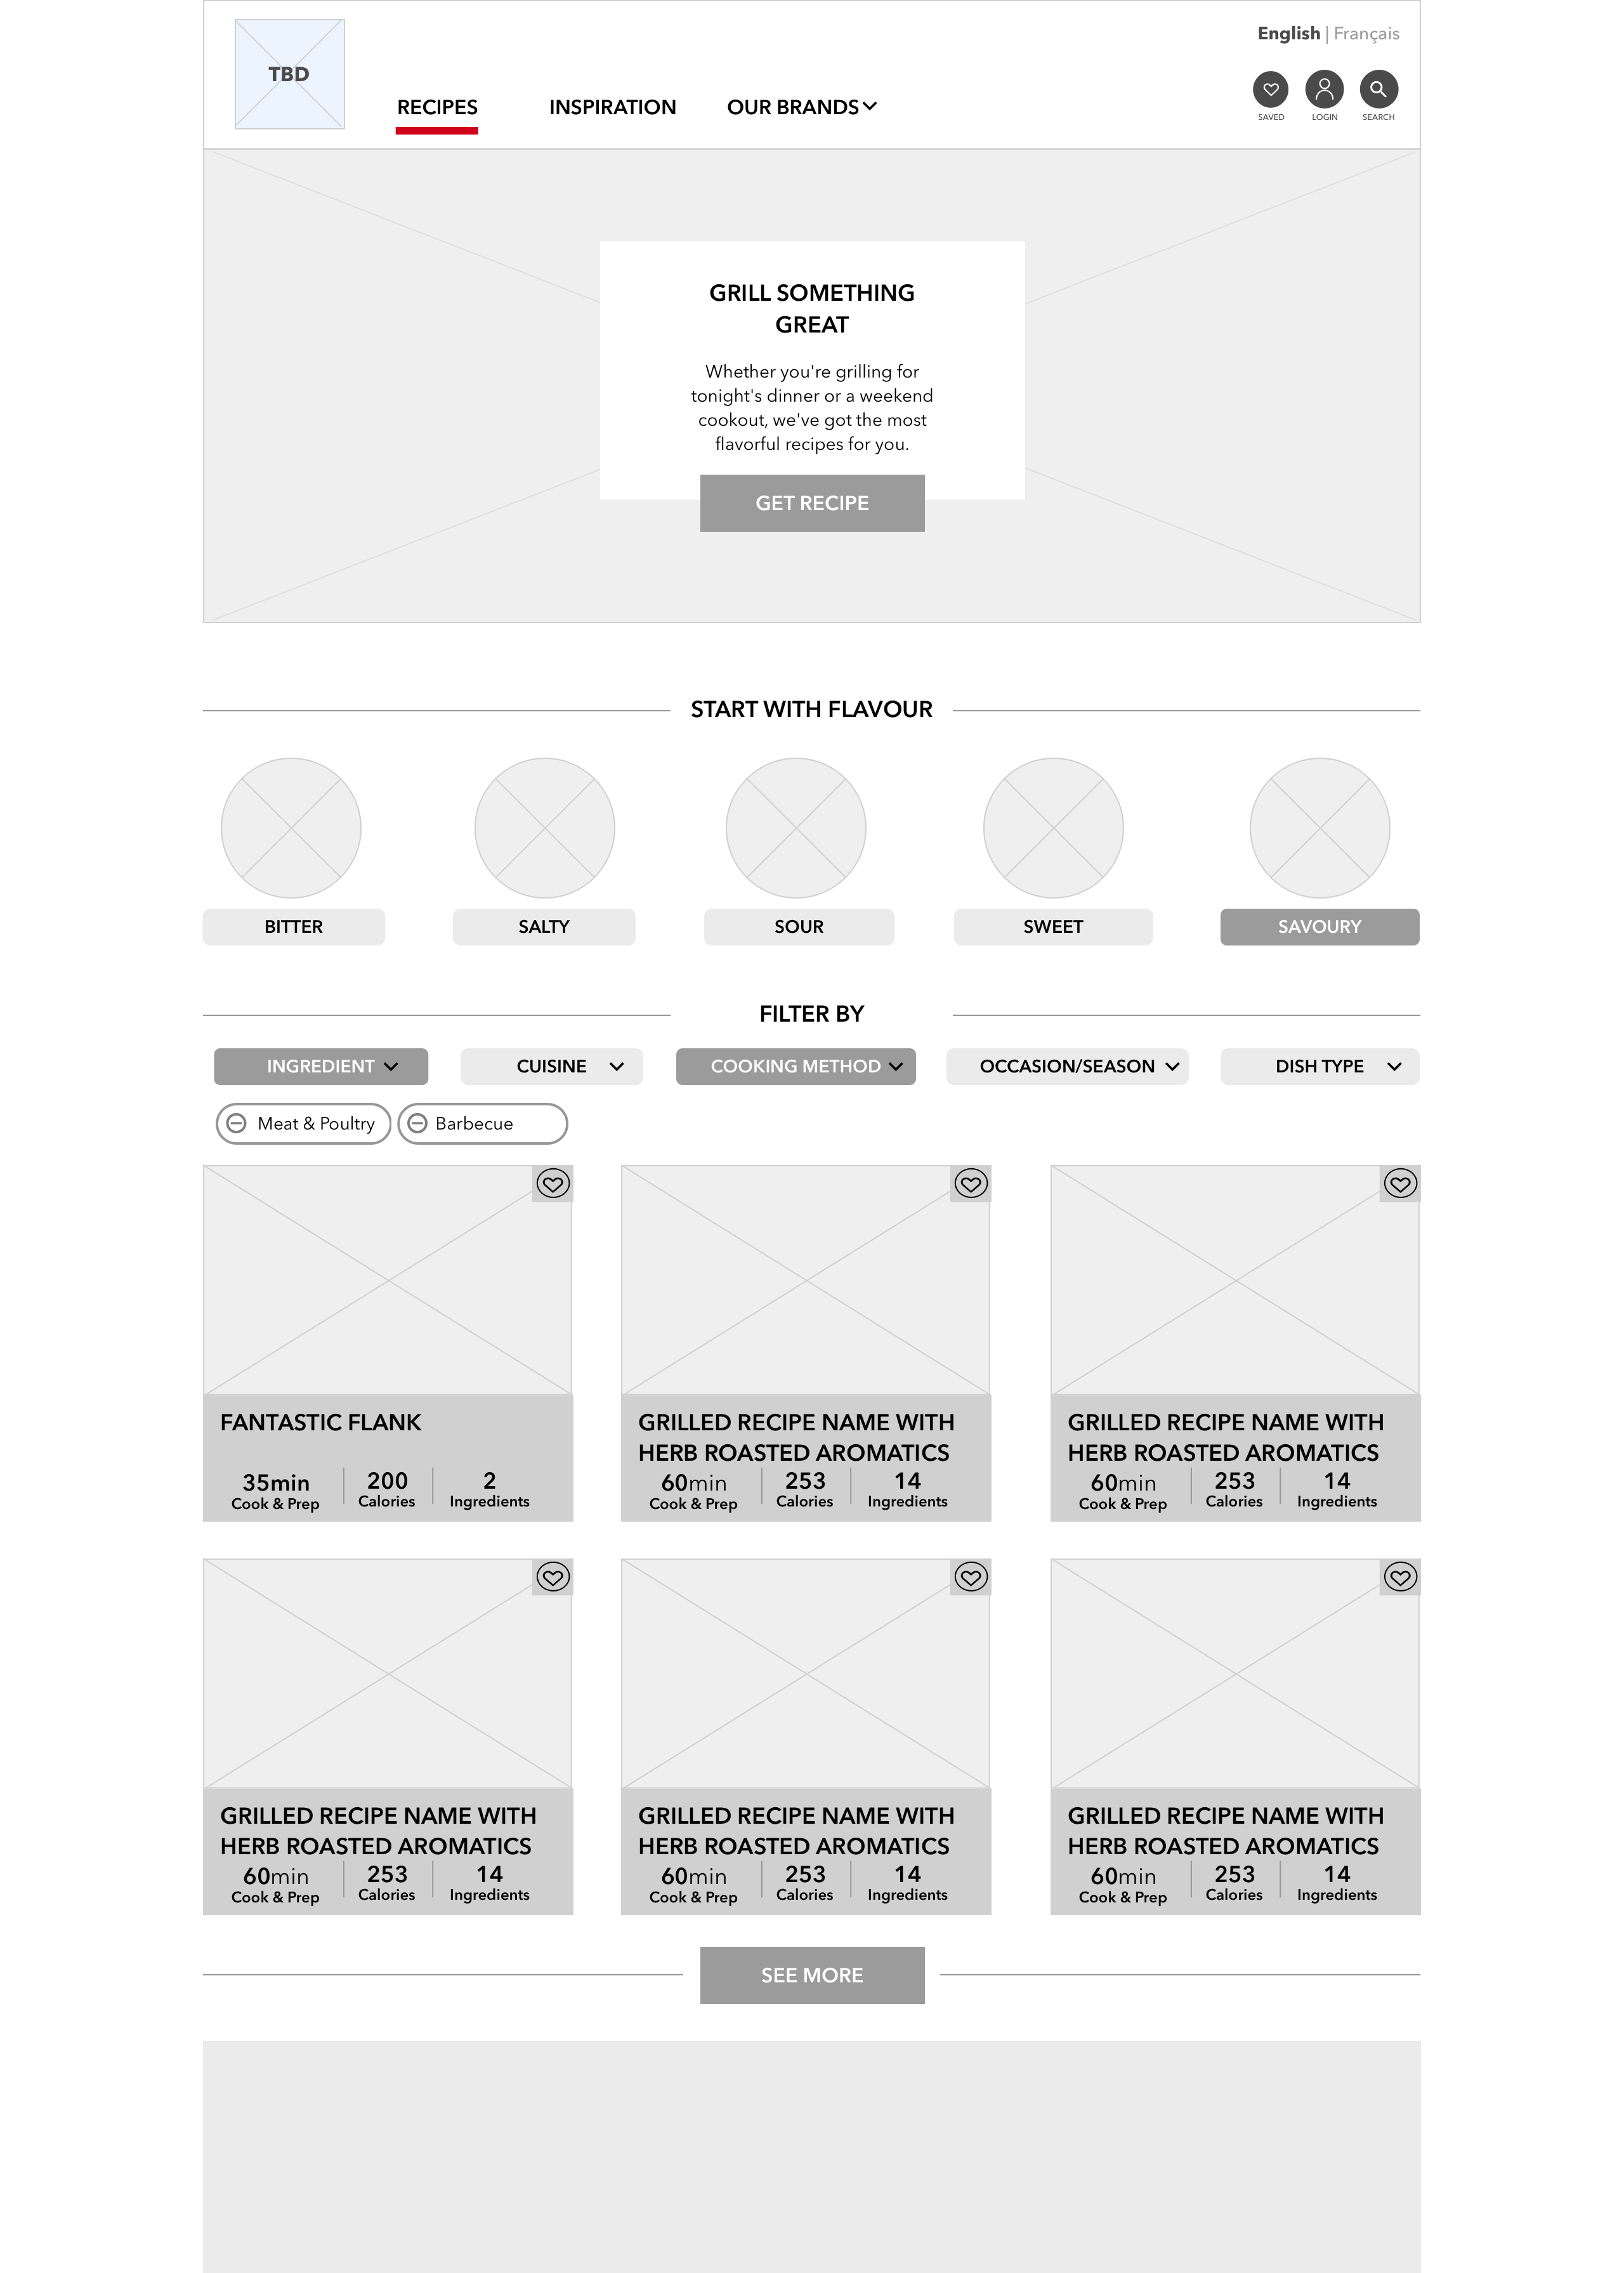 English | Français
TBD
RECIPES
INSPIRATION
OUR BRANDS
SAVED
LOGIN
SEARCH
GRILL SOMETHING
GREAT
Whether you're grilling for
tonight's dinner or a weekend
cookout, we've got the most
flavorful recipes for you.
GET RECIPE
START WITH FLAVOUR
BITTER
SALTY
SOUR
SWEET
SAVOURY
FILTER BY
INGREDIENT
CUISINE
COOKING METHOD
OCCASION/SEASON
DISH TYPE
Meat & Poultry
Barbecue
FANTASTIC FLANK
35min
Cook & Prep
200
Calories
2
Ingredients
GRILLED RECIPE NAME WITH
HERB ROASTED AROMATICS
60min
Cook & Prep
253
Calories
14
Ingredients
GRILLED RECIPE NAME WITH
HERB ROASTED AROMATICS
60min
Cook & Prep
253
Calories
14
Ingredients
GRILLED RECIPE NAME WITH
HERB ROASTED AROMATICS
60min
Cook & Prep
253
Calories
14
Ingredients
GRILLED RECIPE NAME WITH
HERB ROASTED AROMATICS
60min
Cook & Prep
253
Calories
14
Ingredients
GRILLED RECIPE NAME WITH
HERB ROASTED AROMATICS
60min
Cook & Prep
253
Calories
14
Ingredients
SEE MORE